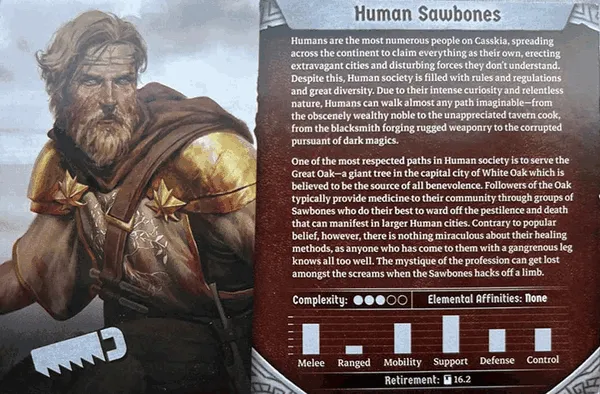 Human Sawbones
Humans are the most numerous people on Casskia, spreading
across the continent to claim everything as their own, erecting
extravagant cities and disturbing forces they don't understand.
Despite this, Human society is filled with rules and regulations
and great diversity. Due to their intense curiosity and relentless
nature, Humans can walk almost any path imaginable—from
the obscenely wealthy noble to the unappreciated tavern cook,
from the blacksmith forging rugged weaponry to the corrupted
pursuant of dark magics.
One of the most respected paths in Human society is to serve the
Great Oak—a giant tree in the capital city of White Oak which is
believed to be the source of all benevolence. Followers of the Oak
typically provide medicine to their community through groups of
Sawbones who do their best to ward off the pestilence and death
that can manifest in larger Human cities. Contrary to popular
belief, however, there is nothing miraculous about their healing
methods, as anyone who has come to them with a gangrenous leg
knows all too well. The mystique of the profession can get lost
amongst the screams when the Sawbones hacks off a limb.
Complexity: Elemental Affinities: None
Melee Ranged Mobility Support Defense Control
Retirement: 16.2